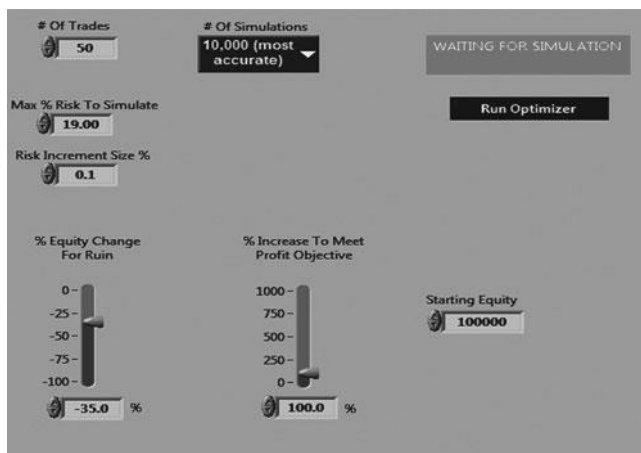 # Of Trades
50
# Of Simulations
10,000 (most
accurate)
WAITING FOR SIMULATION
Max % Risk To Simulate
19.00
Run Optimizer
Risk Increment Size %
0.1
% Equity Change
For Ruin
0
-25
-50
-75
-100
-35.0 %
% Increase To Meet
Profit Objective
1000
750
500
250
0
100.0 %
Starting Equity
100000